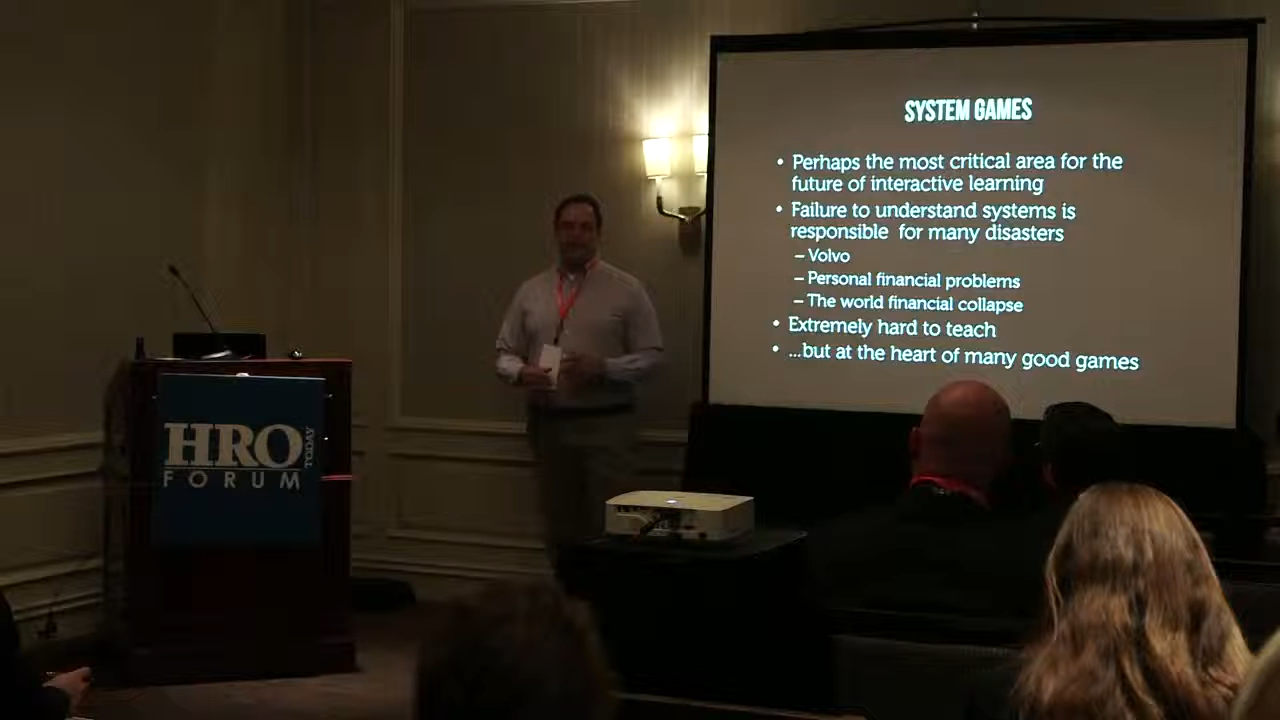 SYSTEM GAMES
• Perhaps the most critical area for the
future of interactive learning
• Failure to understand systems is
responsible for many disasters
– Volvo
– Personal financial problems
– The world financial collapse
• Extremely hard to teach
• ...but at the heart of many good games
HRO TODAY
FORUM